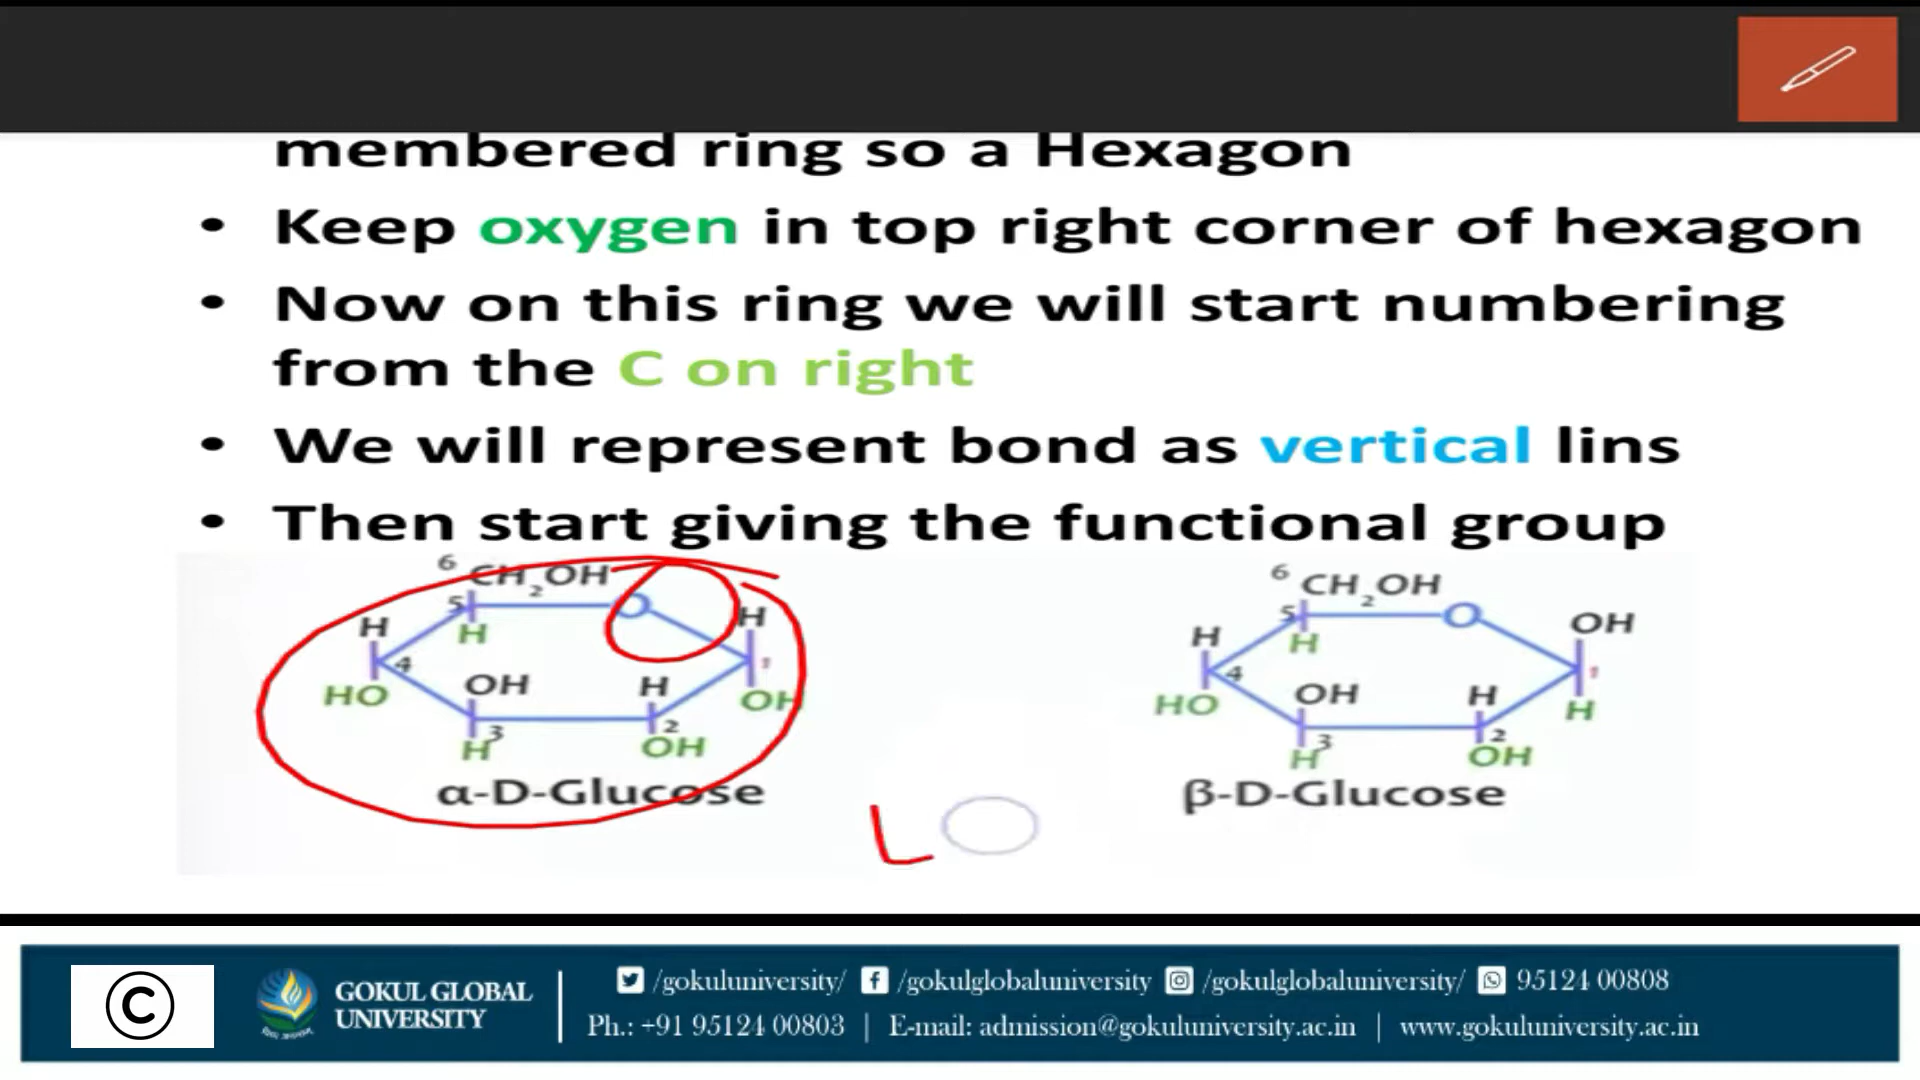 membered ring so a Hexagon
• Keep oxygen in top right corner of hexagon
• Now on this ring we will start numbering
from the C on right
• We will represent bond as vertical lins
• Then start giving the functional group
6 CH2OH
5 O H
H H
4 1
HO OH H OH
3 2
H OH
α-D-Glucose
L
6 CH2OH
5 O OH
H H
4 1
HO OH H H
3 2
H OH
β-D-Glucose
©
GOKUL GLOBAL
UNIVERSITY
/gokuluniversity/ /gokulglobaluniversity /gokulglobaluniversity/ 95124 00808
Ph.: +91 95124 00803 | E-mail: admission@gokuluniversity.ac.in | www.gokuluniversity.ac.in